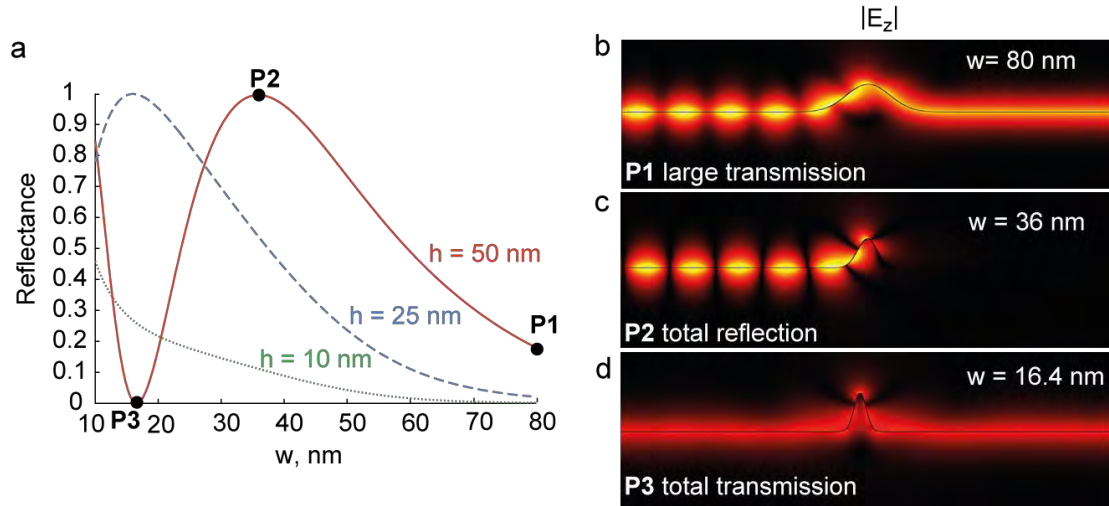 a
Reflectance
1
0.9
0.8
0.7
0.6
0.5
0.4
0.3
0.2
0.1
0
10 20 30 40 50 60 70 80
w, nm
P2
h = 50 nm
h = 25 nm
h = 10 nm
P1
P3
|E_z|
b
w= 80 nm
P1 large transmission
c
w = 36 nm
P2 total reflection
d
w = 16.4 nm
P3 total transmission